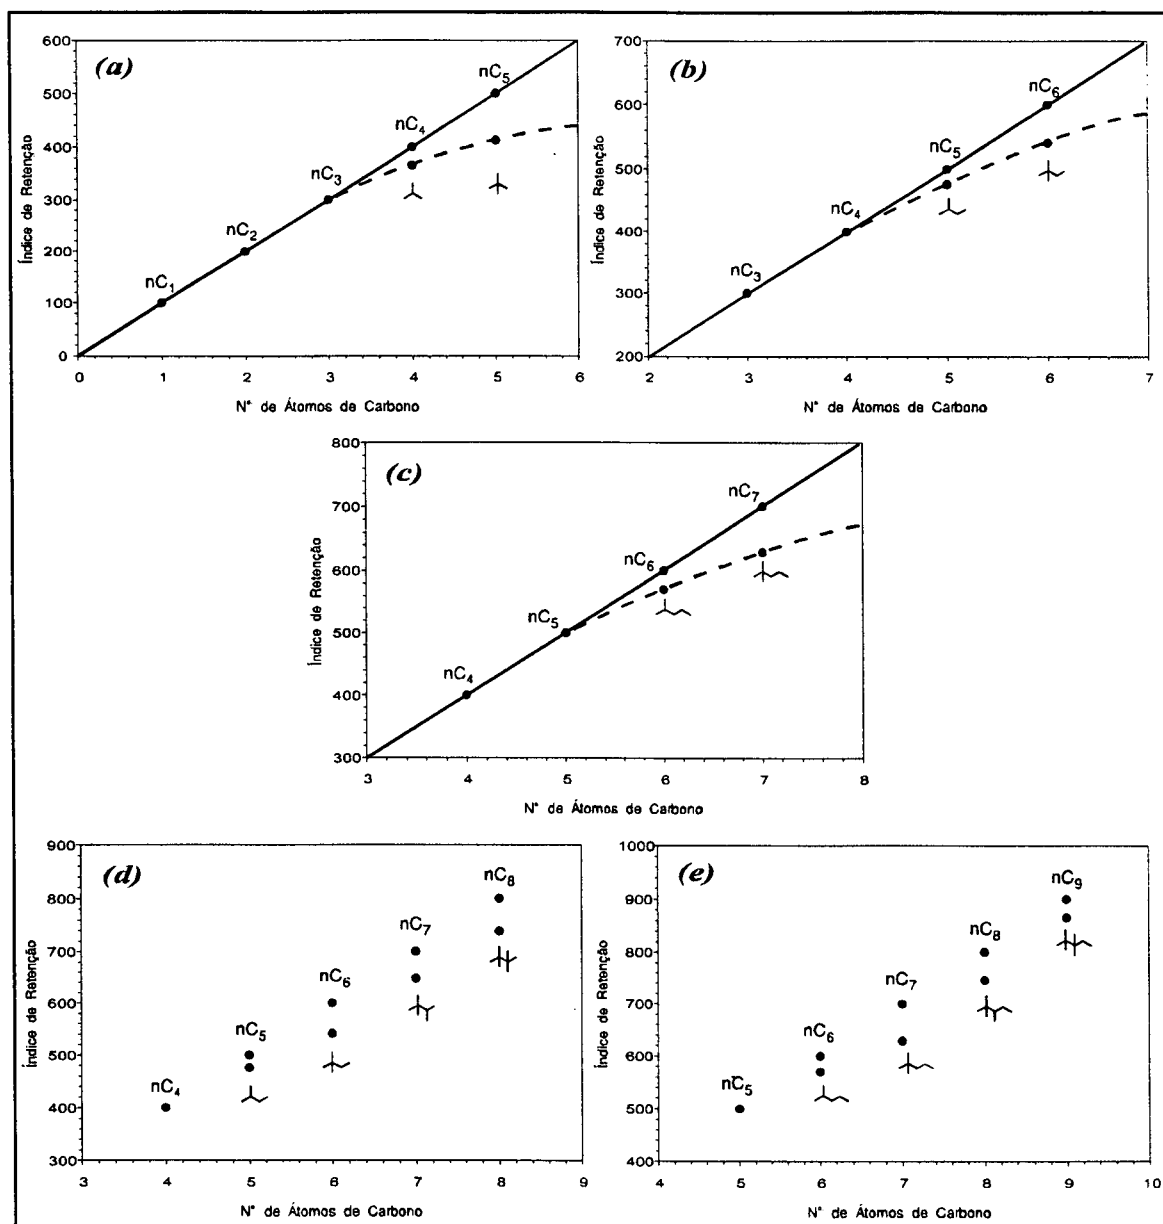 (a)
600
500
400
300
200
100
0
Índice de Retenção
nC₁
nC₂
nC₃
nC₄
nC₅
0 1 2 3 4 5 6
N° de Átomos de Carbono
(b)
700
600
500
400
300
200
Índice de Retenção
nC₃
nC₄
nC₅
nC₆
2 3 4 5 6 7
N° de Átomos de Carbono
(c)
800
700
600
500
400
300
Índice de Retenção
nC₄
nC₅
nC₆
nC₇
3 4 5 6 7 8
N° de Átomos de Carbono
(d)
900
800
700
600
500
400
300
Índice de Retenção
nC₄
nC₅
nC₆
nC₇
nC₈
3 4 5 6 7 8 9
N° de Átomos de Carbono
(e)
1000
900
800
700
600
500
400
Índice de Retenção
nC₅
nC₆
nC₇
nC₈
nC₉
4 5 6 7 8 9 10
N° de Átomos de Carbono